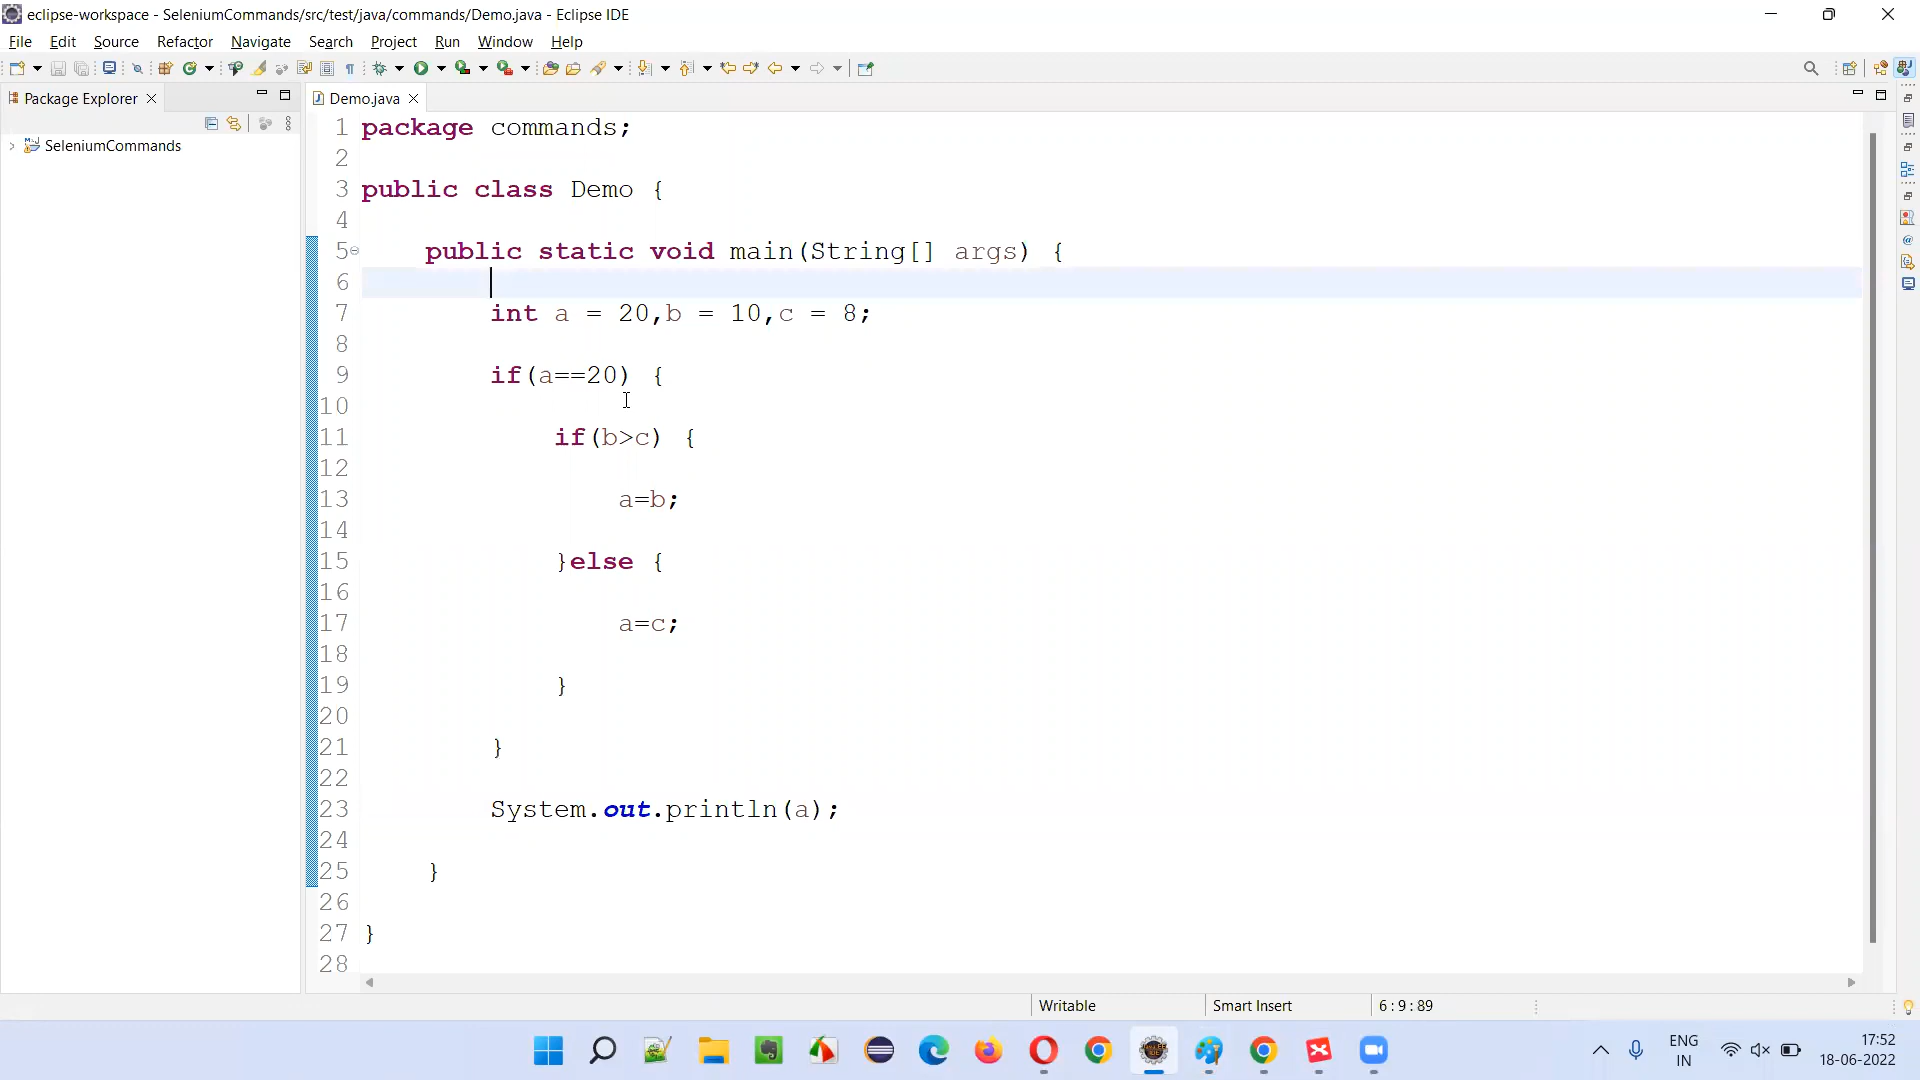 eclipse-workspace - SeleniumCommands/src/test/java/commands/Demo.java - Eclipse IDE
File Edit Source Refactor Navigate Search Project Run Window Help
Package Explorer
Demo.java
SeleniumCommands
1 package commands;
2
3 public class Demo {
4
5 public static void main(String[] args) {
6
7 int a = 20,b = 10,c = 8;
8
9 if(a==20) {
10
11 if(b>c) {
12
13 a=b;
14
15 }else {
16
17 a=c;
18
19 }
20
21 }
22
23 System.out.println(a);
24
25 }
26
27 }
28
Writable Smart Insert 6 : 9 : 89
ENG
IN
17:52
18-06-2022